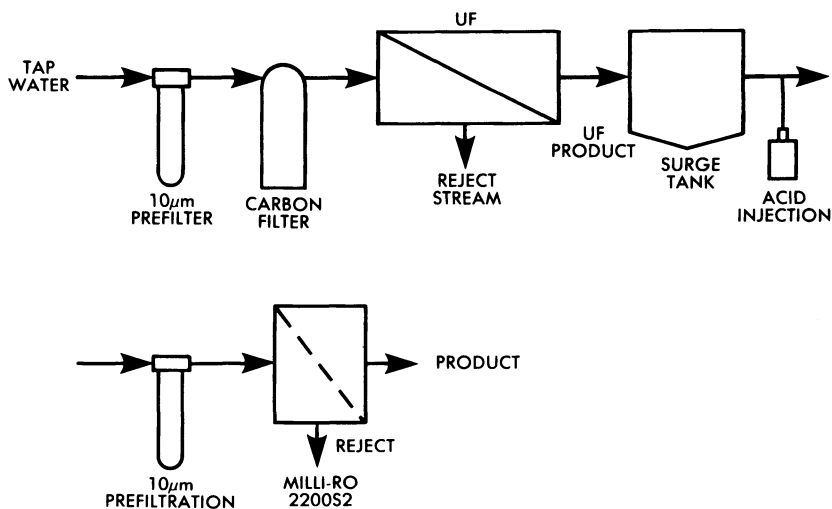 TAP
WATER
10μm
PREFILTER
CARBON
FILTER
UF
REJECT
STREAM
UF
PRODUCT
SURGE
TANK
ACID
INJECTION
10μm
PREFILTRATION
REJECT
MILLI-RO
2200S2
PRODUCT